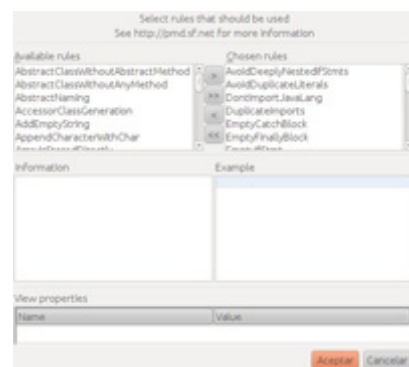 Select rules that should be used
See http://pmd.sf.net for more information
Available rules
Chosen rules
AbstractClassWithoutAbstractMethod
AbstractClassWithoutAnyMethod
AbstractNaming
AccessorClassGeneration
AddEmptyString
AppendCharacterWithChar
ArrayIsStoredDirectly
>
>>
<
<<
AvoidDeeplyNestedIfStmts
AvoidDuplicateLiterals
DontImportJavaLang
DuplicateImports
EmptyCatchBlock
EmptyFinallyBlock
EmptyIfStmt
Information
Example
View properties
Name
Value
Aceptar
Cancelar